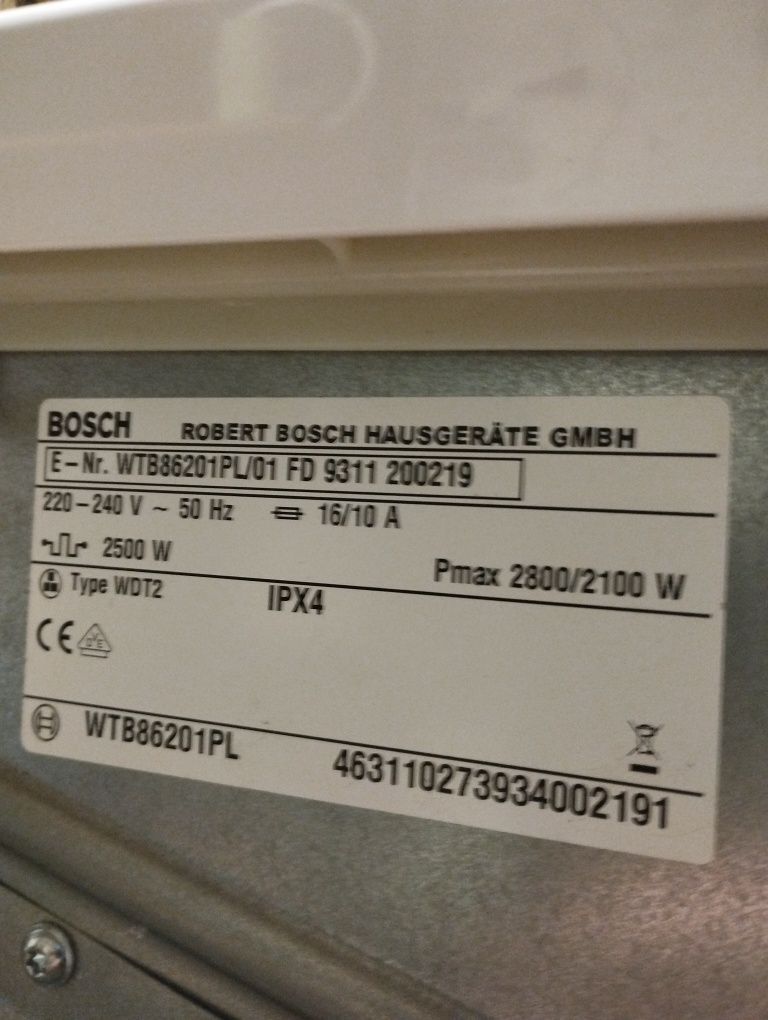 BOSCH ROBERT BOSCH HAUSGERÄTE GMBH
E-Nr. WTB86201PL/01 FD 9311 200219
220-240 V ~ 50 Hz 16/10 A
2500 W Pmax 2800/2100 W
Type WDT2 IPX4
CE VDE
WTB86201PL 463110273934002191